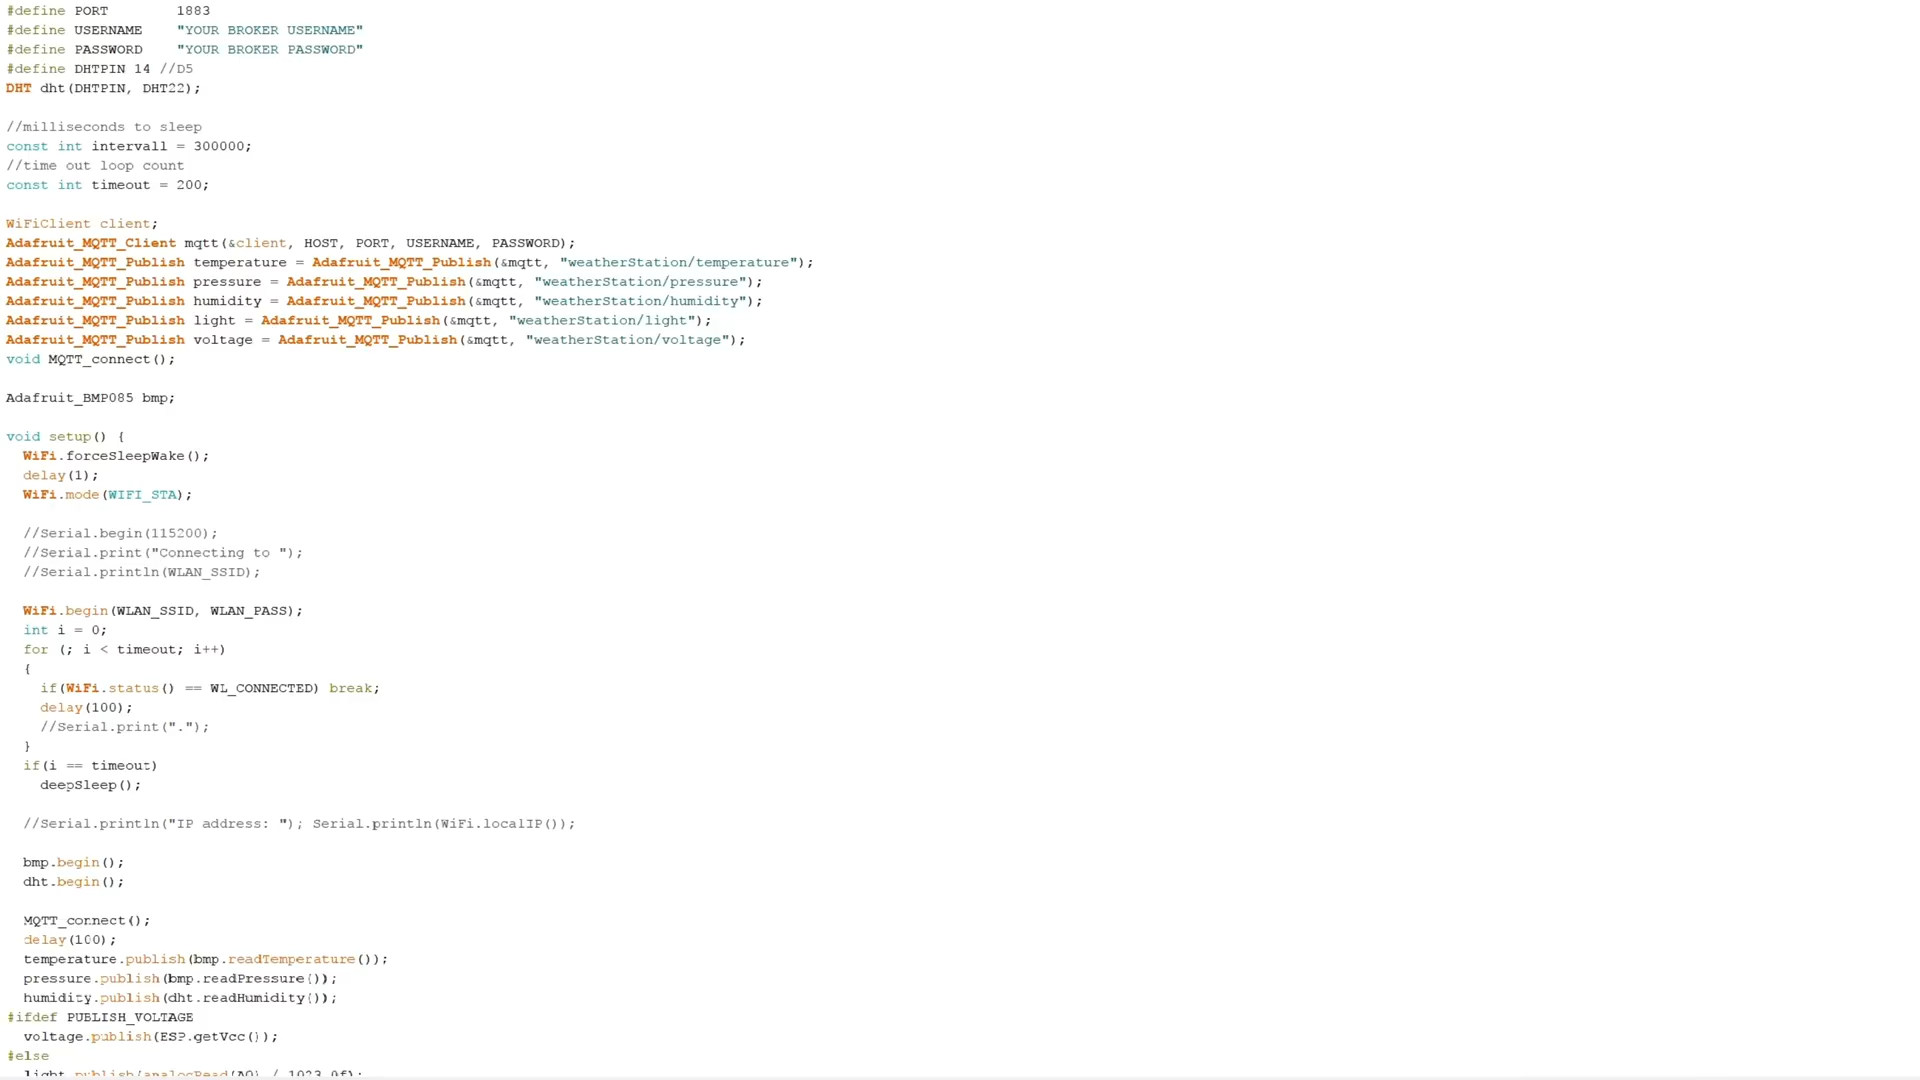 #define PORT        1883
#define USERNAME    "YOUR BROKER USERNAME"
#define PASSWORD    "YOUR BROKER PASSWORD"
#define DHTPIN 14 //D5
DHT dht(DHTPIN, DHT22);
//milliseconds to sleep
const int intervall = 300000;
//time out loop count
const int timeout = 200;
WiFiClient client;
Adafruit_MQTT_Client mqtt(&client, HOST, PORT, USERNAME, PASSWORD);
Adafruit_MQTT_Publish temperature = Adafruit_MQTT_Publish(&mqtt, "weatherStation/temperature");
Adafruit_MQTT_Publish pressure = Adafruit_MQTT_Publish(&mqtt, "weatherStation/pressure");
Adafruit_MQTT_Publish humidity = Adafruit_MQTT_Publish(&mqtt, "weatherStation/humidity");
Adafruit_MQTT_Publish light = Adafruit_MQTT_Publish(&mqtt, "weatherStation/light");
Adafruit_MQTT_Publish voltage = Adafruit_MQTT_Publish(&mqtt, "weatherStation/voltage");
void MQTT_connect();
Adafruit_BMP085 bmp;
void setup() {
  WiFi.forceSleepWake();
  delay(1);
  WiFi.mode(WIFI_STA);
  //Serial.begin(115200);
  //Serial.print("Connecting to ");
  //Serial.println(WLAN_SSID);
  WiFi.begin(WLAN_SSID, WLAN_PASS);
  int i = 0;
  for (; i < timeout; i++)
  {
    if(WiFi.status() == WL_CONNECTED) break;
    delay(100);
    //Serial.print(".");
  }
  if(i == timeout)
    deepSleep();
  //Serial.println("IP address: "); Serial.println(WiFi.localIP());
  bmp.begin();
  dht.begin();
  MQTT_connect();
  delay(100);
  temperature.publish(bmp.readTemperature());
  pressure.publish(bmp.readPressure());
  humidity.publish(dht.readHumidity());
#ifdef PUBLISH_VOLTAGE
  voltage.publish(ESP.getVcc());
#else
  light.publish(analogRead(A0) / 1023.0f);